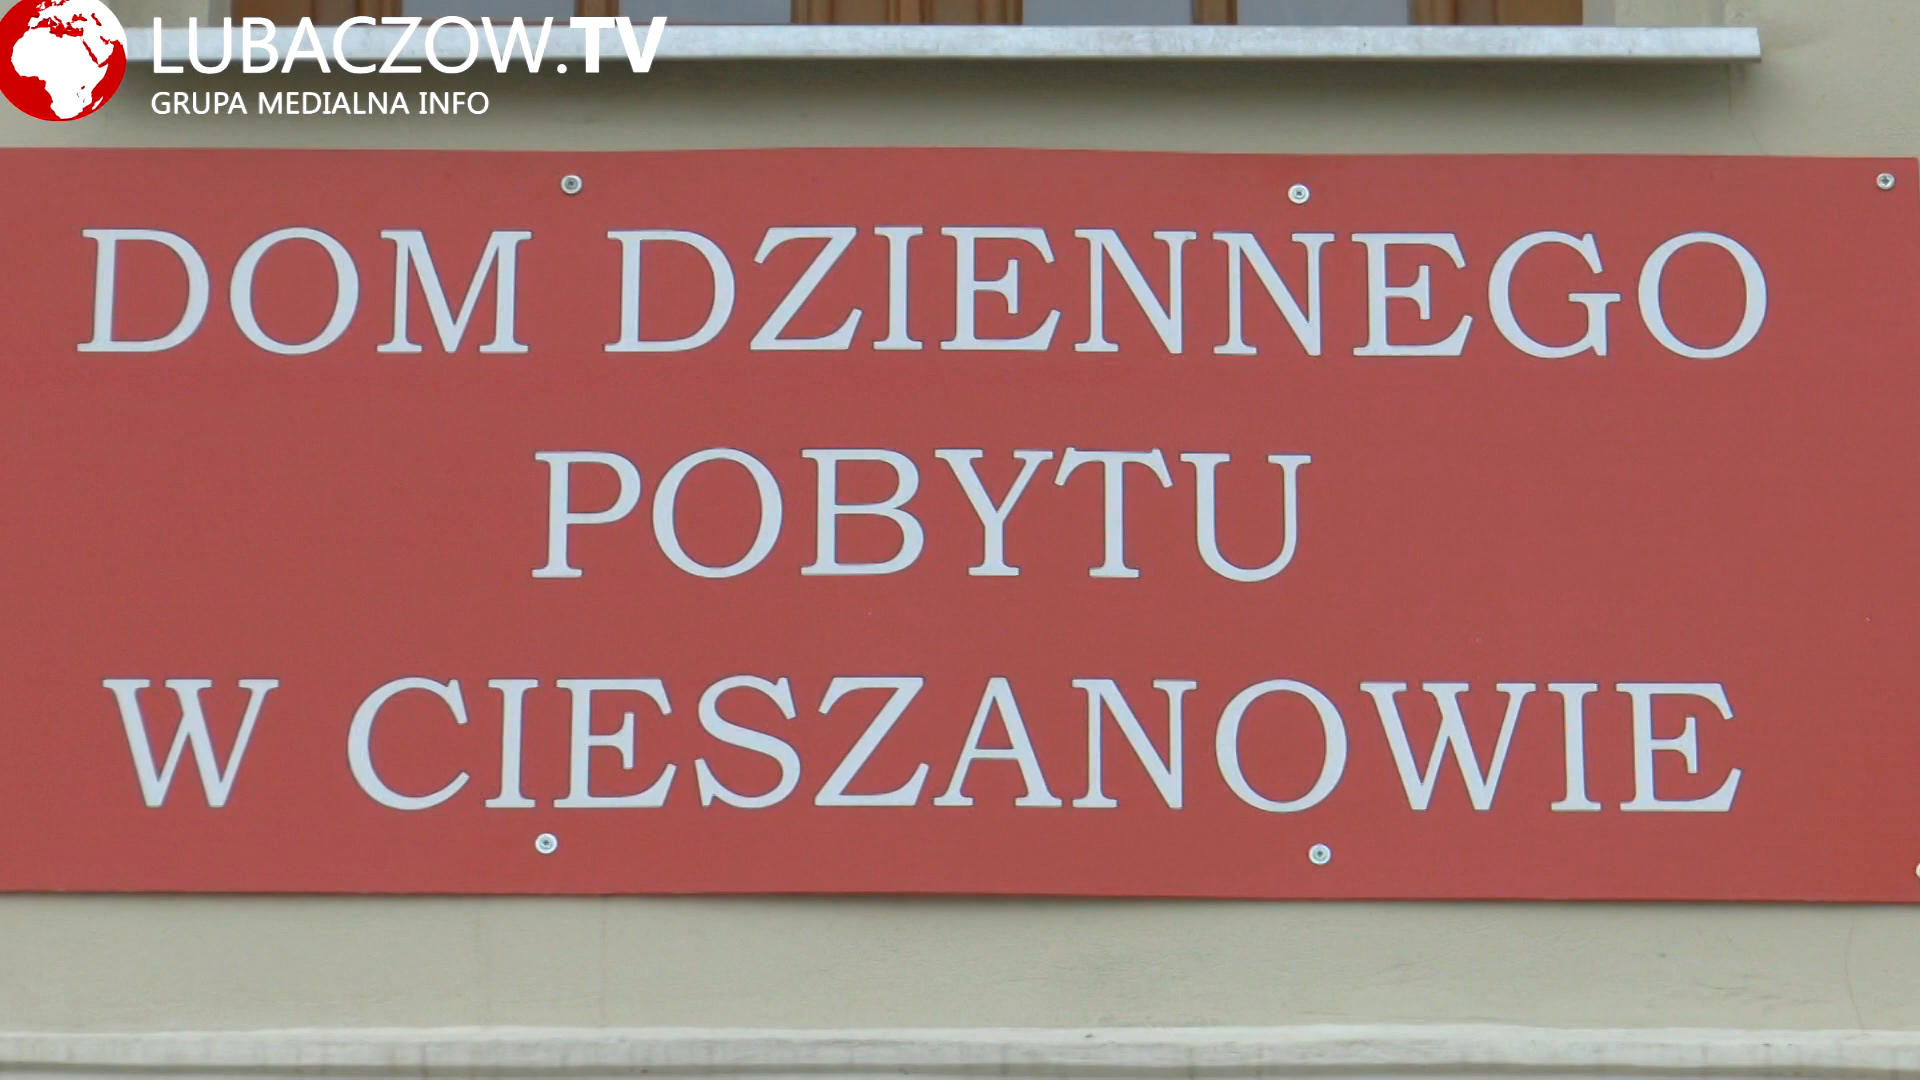 LUBACZOW.TV
GRUPA MEDIALNA INFO
DOM DZIENNEGO
POBYTU
W CIESZANOWIE